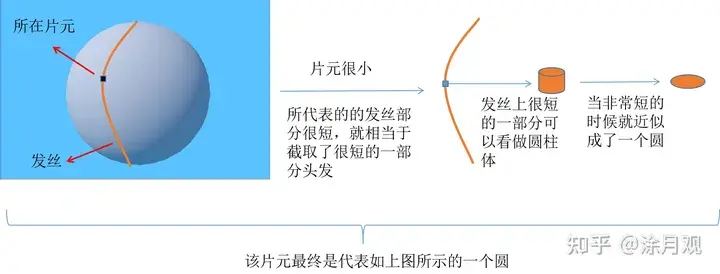 所在片元
发丝
片元很小
所代表的的发丝部
分很短，就相当于
截取了很短的一部
分头发
发丝上很短
的一部分可
以看做圆柱
体
当非常短的
时候就近似
成了一个圆
该片元最终是代表如上图所示的一个圆
知乎 @涂月观